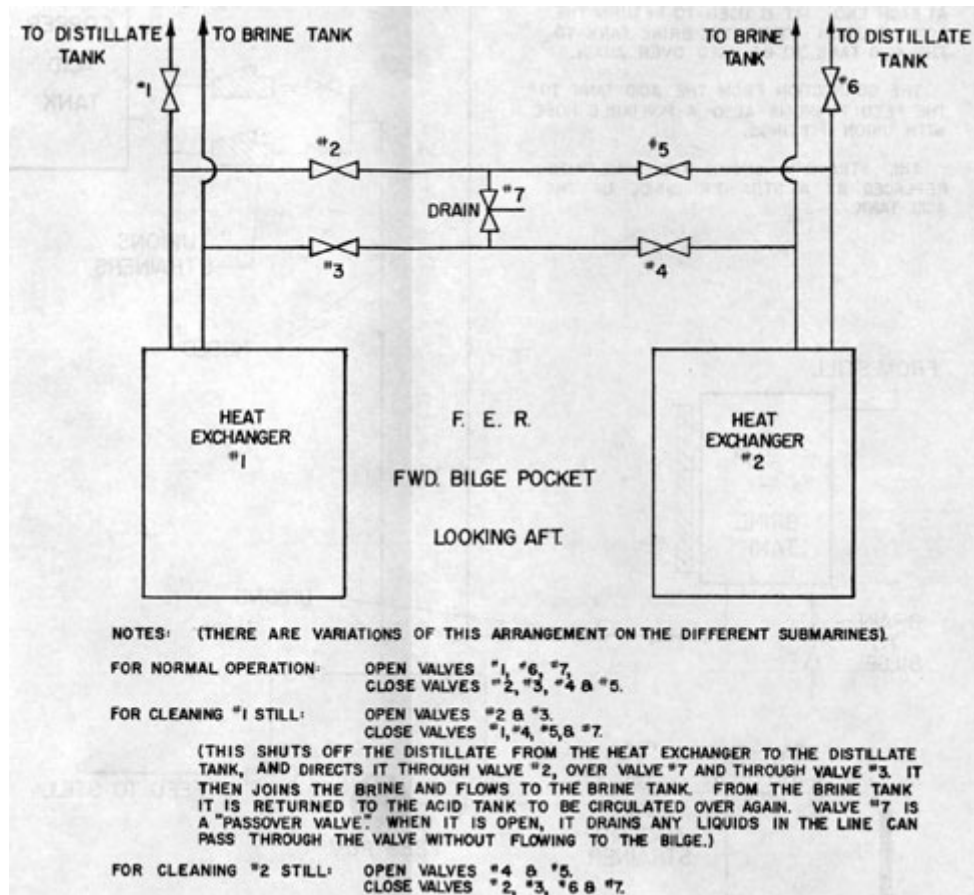 TO DISTILLATE TANK
TO BRINE TANK
TO BRINE TANK
TO DISTILLATE TANK
#1
#6
#2
#5
#7
DRAIN
#3
#4
HEAT EXCHANGER #1
F. E. R.
FWD. BILGE POCKET
LOOKING AFT.
HEAT EXCHANGER #2
NOTES: (THERE ARE VARIATIONS OF THIS ARRANGEMENT ON THE DIFFERENT SUBMARINES).
FOR NORMAL OPERATION: OPEN VALVES #1, #6, #7,
CLOSE VALVES #2, #3, #4 & #5.
FOR CLEANING #1 STILL: OPEN VALVES #2 & #3.
CLOSE VALVES #1, #4, #5, & #7.
(THIS SHUTS OFF THE DISTILLATE FROM THE HEAT EXCHANGER TO THE DISTILLATE
TANK, AND DIRECTS IT THROUGH VALVE #2, OVER VALVE #7 AND THROUGH VALVE #3. IT
THEN JOINS THE BRINE AND FLOWS TO THE BRINE TANK. FROM THE BRINE TANK
IT IS RETURNED TO THE ACID TANK TO BE CIRCULATED OVER AGAIN. VALVE #7 IS
A "PASSOVER VALVE". WHEN IT IS OPEN, IT DRAINS ANY LIQUIDS IN THE LINE CAN
PASS THROUGH THE VALVE WITHOUT FLOWING TO THE BILGE.)
FOR CLEANING #2 STILL: OPEN VALVES #4 & #5.
CLOSE VALVES #2, #3, #6 & #7.